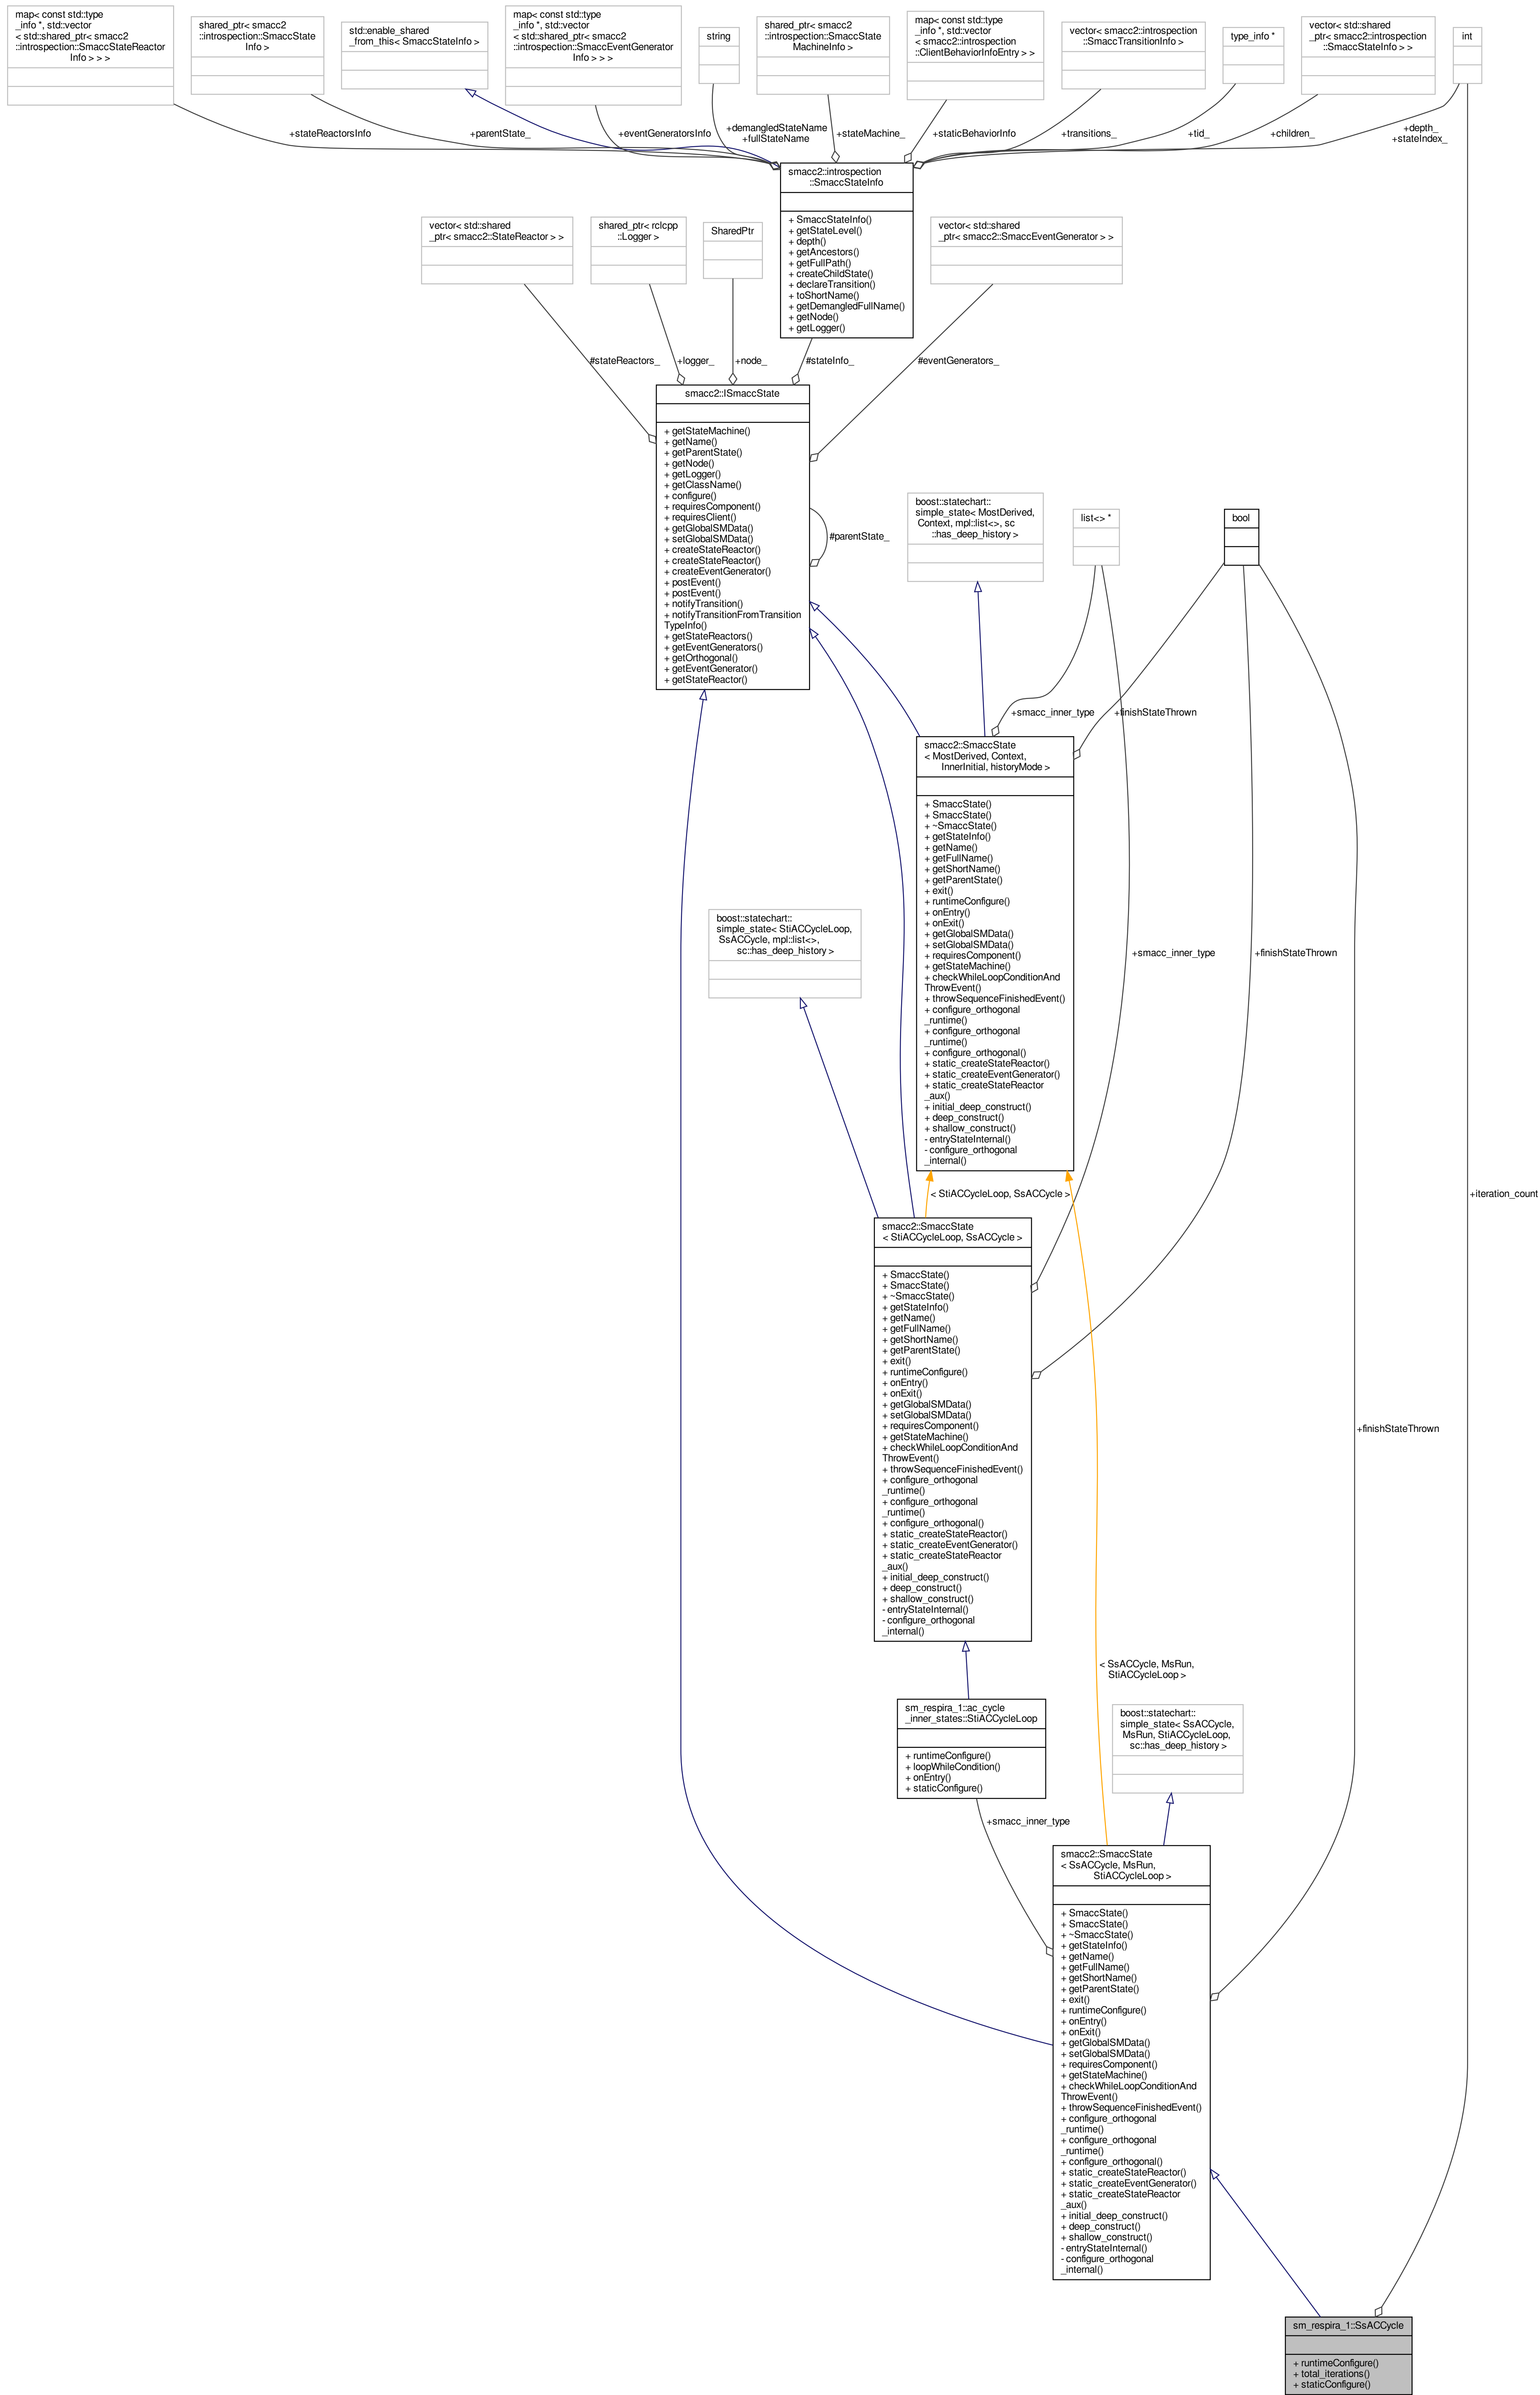 map< const std::type
_info *, std::vector
< std::shared_ptr< smacc2
::introspection::SmaccStateReactor
Info > > >
shared_ptr< smacc2
::introspection::SmaccState
Info >
std::enable_shared
_from_this< SmaccStateInfo >
map< const std::type
_info *, std::vector
< std::shared_ptr< smacc2
::introspection::SmaccEventGenerator
Info > > >
string
shared_ptr< smacc2
::introspection::SmaccState
MachineInfo >
map< const std::type
_info *, std::vector
< smacc2::introspection
::ClientBehaviorInfoEntry > >
vector< smacc2::introspection
::SmaccTransitionInfo >
type_info *
vector< std::shared
_ptr< smacc2::introspection
::SmaccStateInfo > >
int
+stateReactorsInfo
+parentState_
+eventGeneratorsInfo
+demangledStateName
+fullStateName
+stateMachine_
+staticBehaviorInfo
+transitions_
+tid_
+children_
+depth_
+stateIndex_
smacc2::introspection
::SmaccStateInfo
+ SmaccStateInfo()
+ getStateLevel()
+ depth()
+ getAncestors()
+ getFullPath()
+ createChildState()
+ declareTransition()
+ toShortName()
+ getDemangledFullName()
+ getNode()
+ getLogger()
vector< std::shared
_ptr< smacc2::StateReactor > >
shared_ptr< rclcpp
::Logger >
SharedPtr
vector< std::shared
_ptr< smacc2::SmaccEventGenerator > >
#stateReactors_
+logger_
+node_
#stateInfo_
#eventGenerators_
smacc2::ISmaccState
+ getStateMachine()
+ getName()
+ getParentState()
+ getNode()
+ getLogger()
+ getClassName()
+ configure()
+ requiresComponent()
+ requiresClient()
+ getGlobalSMData()
+ setGlobalSMData()
+ createStateReactor()
+ createStateReactor()
+ createEventGenerator()
+ postEvent()
+ postEvent()
+ notifyTransition()
+ notifyTransitionFromTransition
TypeInfo()
+ getStateReactors()
+ getEventGenerators()
+ getOrthogonal()
+ getEventGenerator()
+ getStateReactor()
#parentState_
boost::statechart::
simple_state< MostDerived,
Context, mpl::list<>, sc
::has_deep_history >
list<> *
bool
+smacc_inner_type
+finishStateThrown
smacc2::SmaccState
< MostDerived, Context,
InnerInitial, historyMode >
+ SmaccState()
+ SmaccState()
+ ~SmaccState()
+ getStateInfo()
+ getName()
+ getFullName()
+ getShortName()
+ getParentState()
+ exit()
+ runtimeConfigure()
+ onEntry()
+ onExit()
+ getGlobalSMData()
+ setGlobalSMData()
+ requiresComponent()
+ getStateMachine()
+ checkWhileLoopConditionAnd
ThrowEvent()
+ throwSequenceFinishedEvent()
+ configure_orthogonal
_runtime()
+ configure_orthogonal
_runtime()
+ configure_orthogonal()
+ static_createStateReactor()
+ static_createEventGenerator()
+ static_createStateReactor
_aux()
+ initial_deep_construct()
+ deep_construct()
+ shallow_construct()
- entryStateInternal()
- configure_orthogonal
_internal()
boost::statechart::
simple_state< StiACCycleLoop,
SsACCycle, mpl::list<>,
sc::has_deep_history >
+smacc_inner_type
+finishStateThrown
< StiACCycleLoop, SsACCycle >
+iteration_count
smacc2::SmaccState
< StiACCycleLoop, SsACCycle >
+ SmaccState()
+ SmaccState()
+ ~SmaccState()
+ getStateInfo()
+ getName()
+ getFullName()
+ getShortName()
+ getParentState()
+ exit()
+ runtimeConfigure()
+ onEntry()
+ onExit()
+ getGlobalSMData()
+ setGlobalSMData()
+ requiresComponent()
+ getStateMachine()
+ checkWhileLoopConditionAnd
ThrowEvent()
+ throwSequenceFinishedEvent()
+ configure_orthogonal
_runtime()
+ configure_orthogonal
_runtime()
+ configure_orthogonal()
+ static_createStateReactor()
+ static_createEventGenerator()
+ static_createStateReactor
_aux()
+ initial_deep_construct()
+ deep_construct()
+ shallow_construct()
- entryStateInternal()
- configure_orthogonal
_internal()
+finishStateThrown
< SsACCycle, MsRun,
StiACCycleLoop >
sm_respira_1::ac_cycle
_inner_states::StiACCycleLoop
+ runtimeConfigure()
+ loopWhileCondition()
+ onEntry()
+ staticConfigure()
boost::statechart::
simple_state< SsACCycle,
MsRun, StiACCycleLoop,
sc::has_deep_history >
+smacc_inner_type
smacc2::SmaccState
< SsACCycle, MsRun,
StiACCycleLoop >
+ SmaccState()
+ SmaccState()
+ ~SmaccState()
+ getStateInfo()
+ getName()
+ getFullName()
+ getShortName()
+ getParentState()
+ exit()
+ runtimeConfigure()
+ onEntry()
+ onExit()
+ getGlobalSMData()
+ setGlobalSMData()
+ requiresComponent()
+ getStateMachine()
+ checkWhileLoopConditionAnd
ThrowEvent()
+ throwSequenceFinishedEvent()
+ configure_orthogonal
_runtime()
+ configure_orthogonal
_runtime()
+ configure_orthogonal()
+ static_createStateReactor()
+ static_createEventGenerator()
+ static_createStateReactor
_aux()
+ initial_deep_construct()
+ deep_construct()
+ shallow_construct()
- entryStateInternal()
- configure_orthogonal
_internal()
sm_respira_1::SsACCycle
+ runtimeConfigure()
+ total_iterations()
+ staticConfigure()